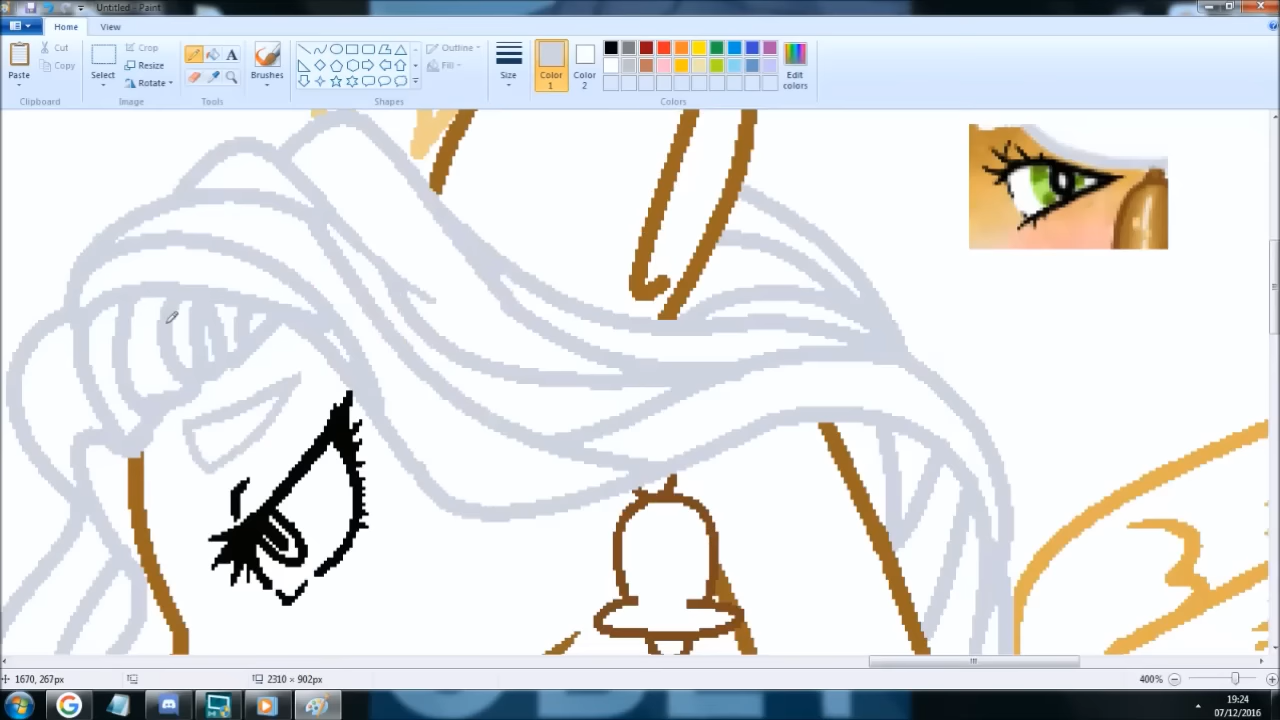 Untitled - Paint
Home View
Paste
Cut
Copy
Clipboard
Select
Crop
Resize
Rotate
Image
A
Tools
Brushes
Outline
Fill
Shapes
Size
Color 1
Color 2
Edit colors
Colors
1670, 267px
2310 × 902px
400%
19:24
07/12/2016